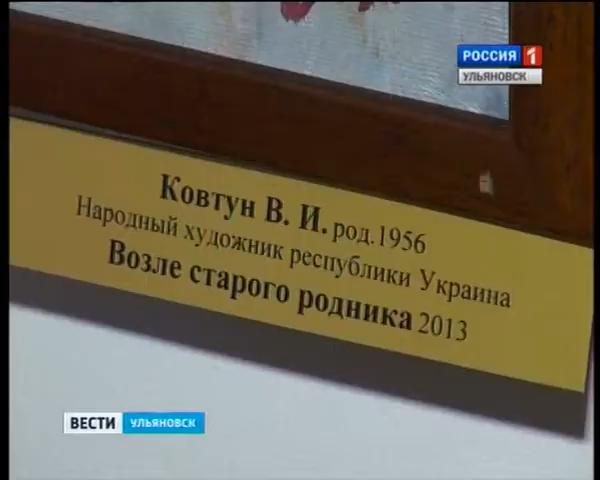 РОССИЯ 1
УЛЬЯНОВСК
Ковтун В. И. род.1956
Народный художник республики Украина
Возле старого родника 2013
ВЕСТИ УЛЬЯНОВСК